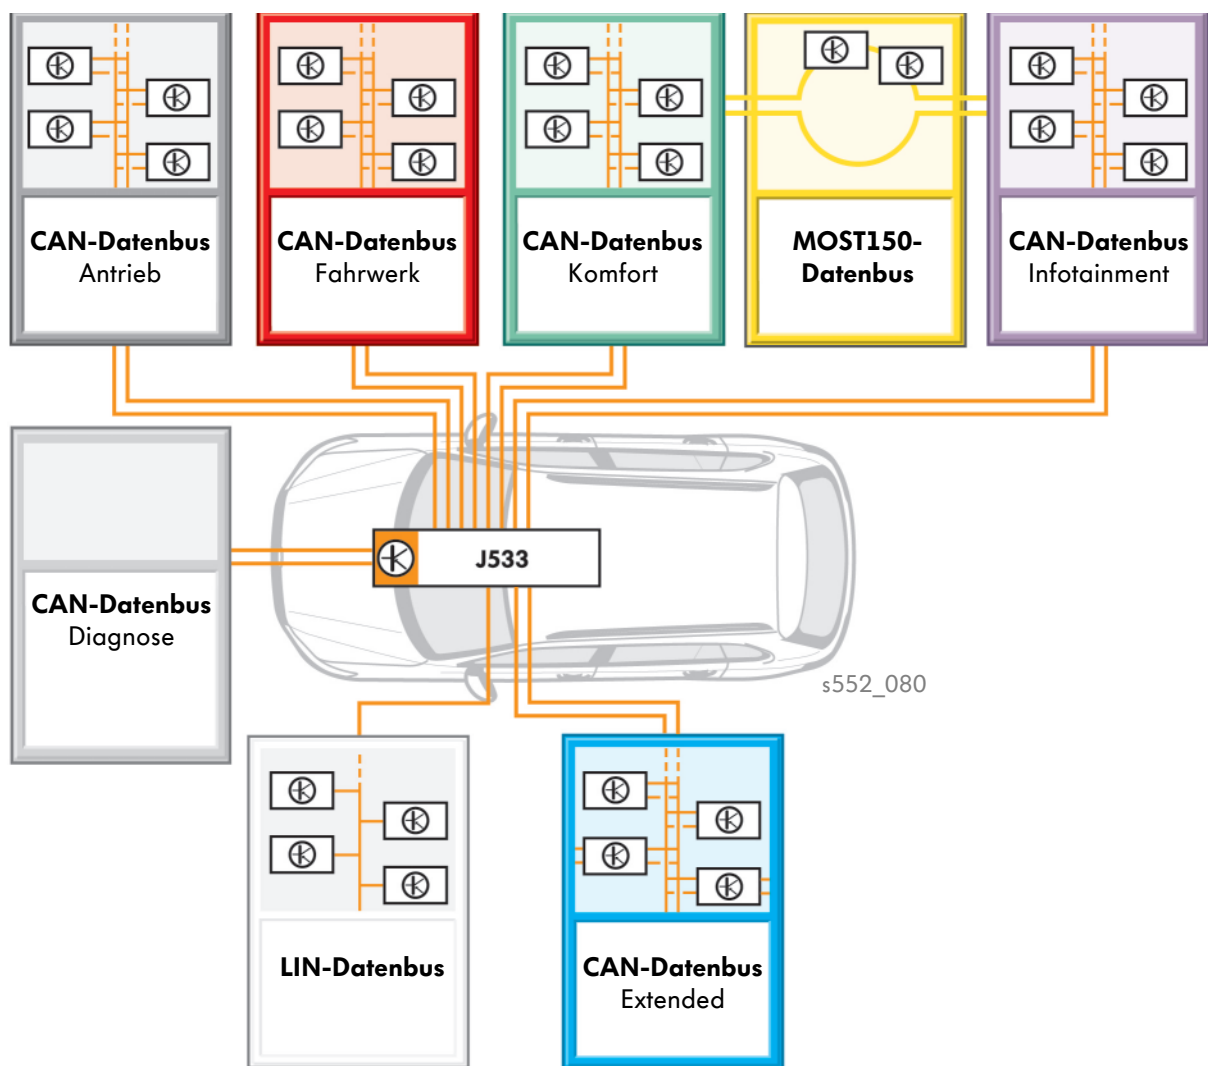 CAN-Datenbus
Antrieb
CAN-Datenbus
Fahrwerk
CAN-Datenbus
Komfort
MOST150-
Datenbus
CAN-Datenbus
Infotainment
J533
CAN-Datenbus
Diagnose
s552_080
LIN-Datenbus
CAN-Datenbus
Extended